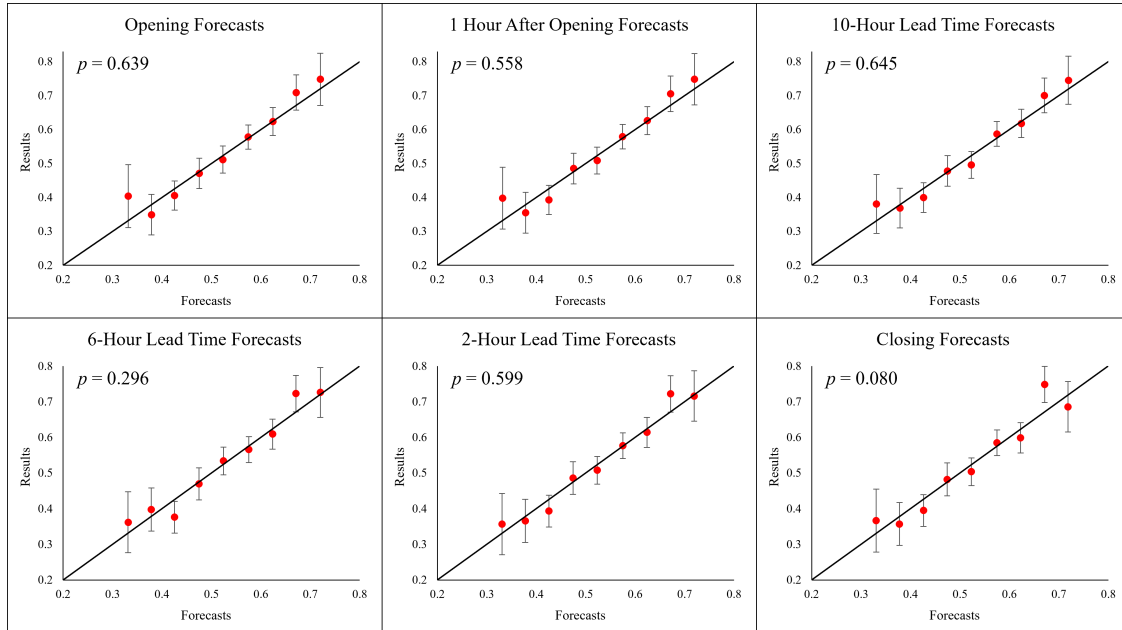 Opening Forecasts
p = 0.639
0.8
0.7
0.6
0.5
0.4
0.3
0.2
Results
0.2 0.3 0.4 0.5 0.6 0.7 0.8
Forecasts
1 Hour After Opening Forecasts
p = 0.558
0.8
0.7
0.6
0.5
0.4
0.3
0.2
Results
0.2 0.3 0.4 0.5 0.6 0.7 0.8
Forecasts
10-Hour Lead Time Forecasts
p = 0.645
0.8
0.7
0.6
0.5
0.4
0.3
0.2
Results
0.2 0.3 0.4 0.5 0.6 0.7 0.8
Forecasts
6-Hour Lead Time Forecasts
p = 0.296
0.8
0.7
0.6
0.5
0.4
0.3
0.2
Results
0.2 0.3 0.4 0.5 0.6 0.7 0.8
Forecasts
2-Hour Lead Time Forecasts
p = 0.599
0.8
0.7
0.6
0.5
0.4
0.3
0.2
Results
0.2 0.3 0.4 0.5 0.6 0.7 0.8
Forecasts
Closing Forecasts
p = 0.080
0.8
0.7
0.6
0.5
0.4
0.3
0.2
Results
0.2 0.3 0.4 0.5 0.6 0.7 0.8
Forecasts